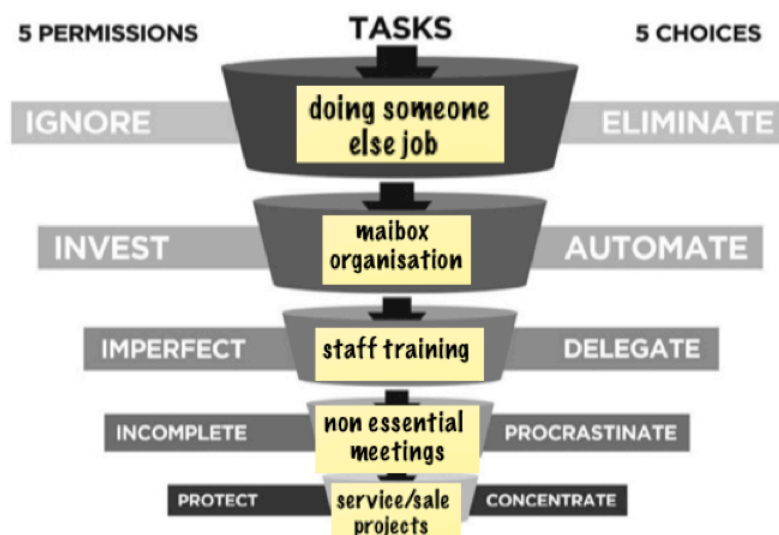 5 PERMISSIONS TASKS 5 CHOICES
IGNORE doing someone ELIMINATE
else job
INVEST maibox AUTOMATE
organisation
IMPERFECT staff training DELEGATE
INCOMPLETE non essential PROCRASTINATE
meetings
PROTECT service/sale CONCENTRATE
projects